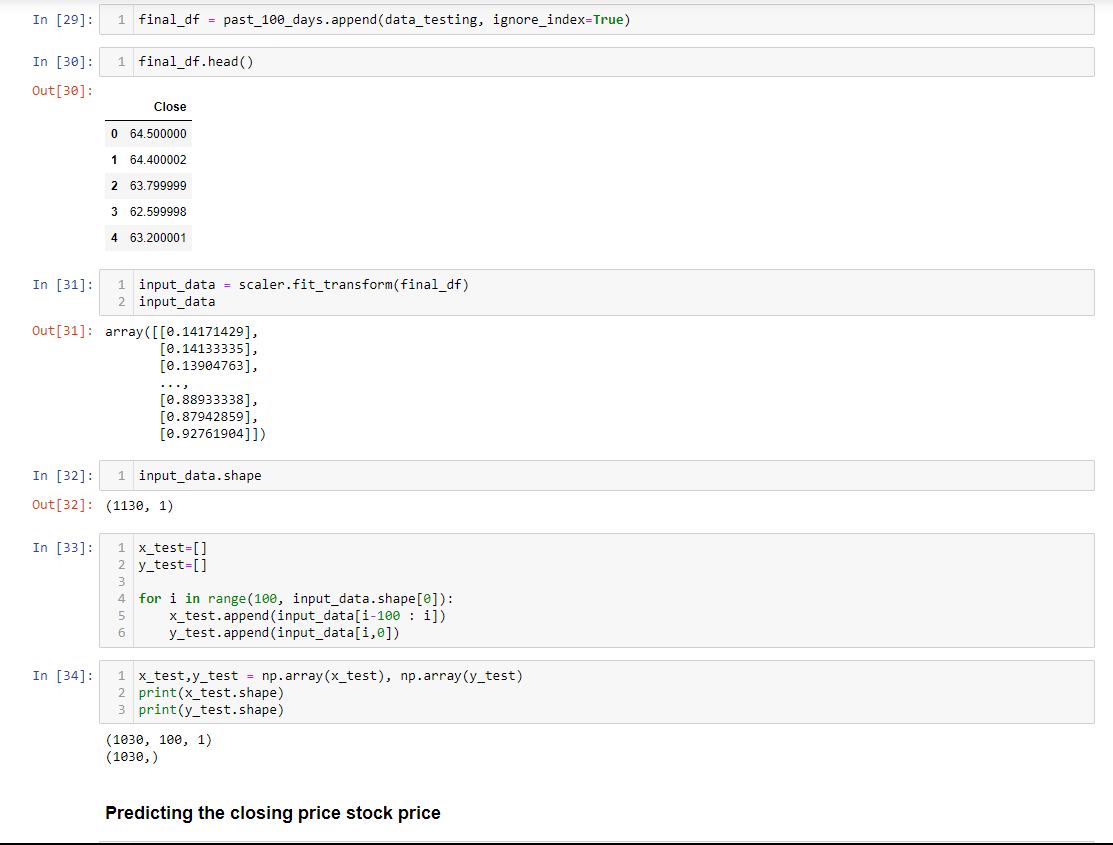 In [29]: 1 final_df = past_100_days.append(data_testing, ignore_index=True)
In [30]: 1 final_df.head()
Out[30]:
Close
0 64.500000
1 64.400002
2 63.799999
3 62.599998
4 63.200001
In [31]: 1 input_data = scaler.fit_transform(final_df)
2 input_data
Out[31]: array([[0.14171429],
[0.14133335],
[0.13904763],
...,
[0.88933338],
[0.87942859],
[0.92761904]])
In [32]: 1 input_data.shape
Out[32]: (1130, 1)
In [33]: 1 x_test=[]
2 y_test=[]
3
4 for i in range(100, input_data.shape[0]):
5 x_test.append(input_data[i-100 : i])
6 y_test.append(input_data[i,0])
In [34]: 1 x_test,y_test = np.array(x_test), np.array(y_test)
2 print(x_test.shape)
3 print(y_test.shape)
(1030, 100, 1)
(1030,)
Predicting the closing price stock price